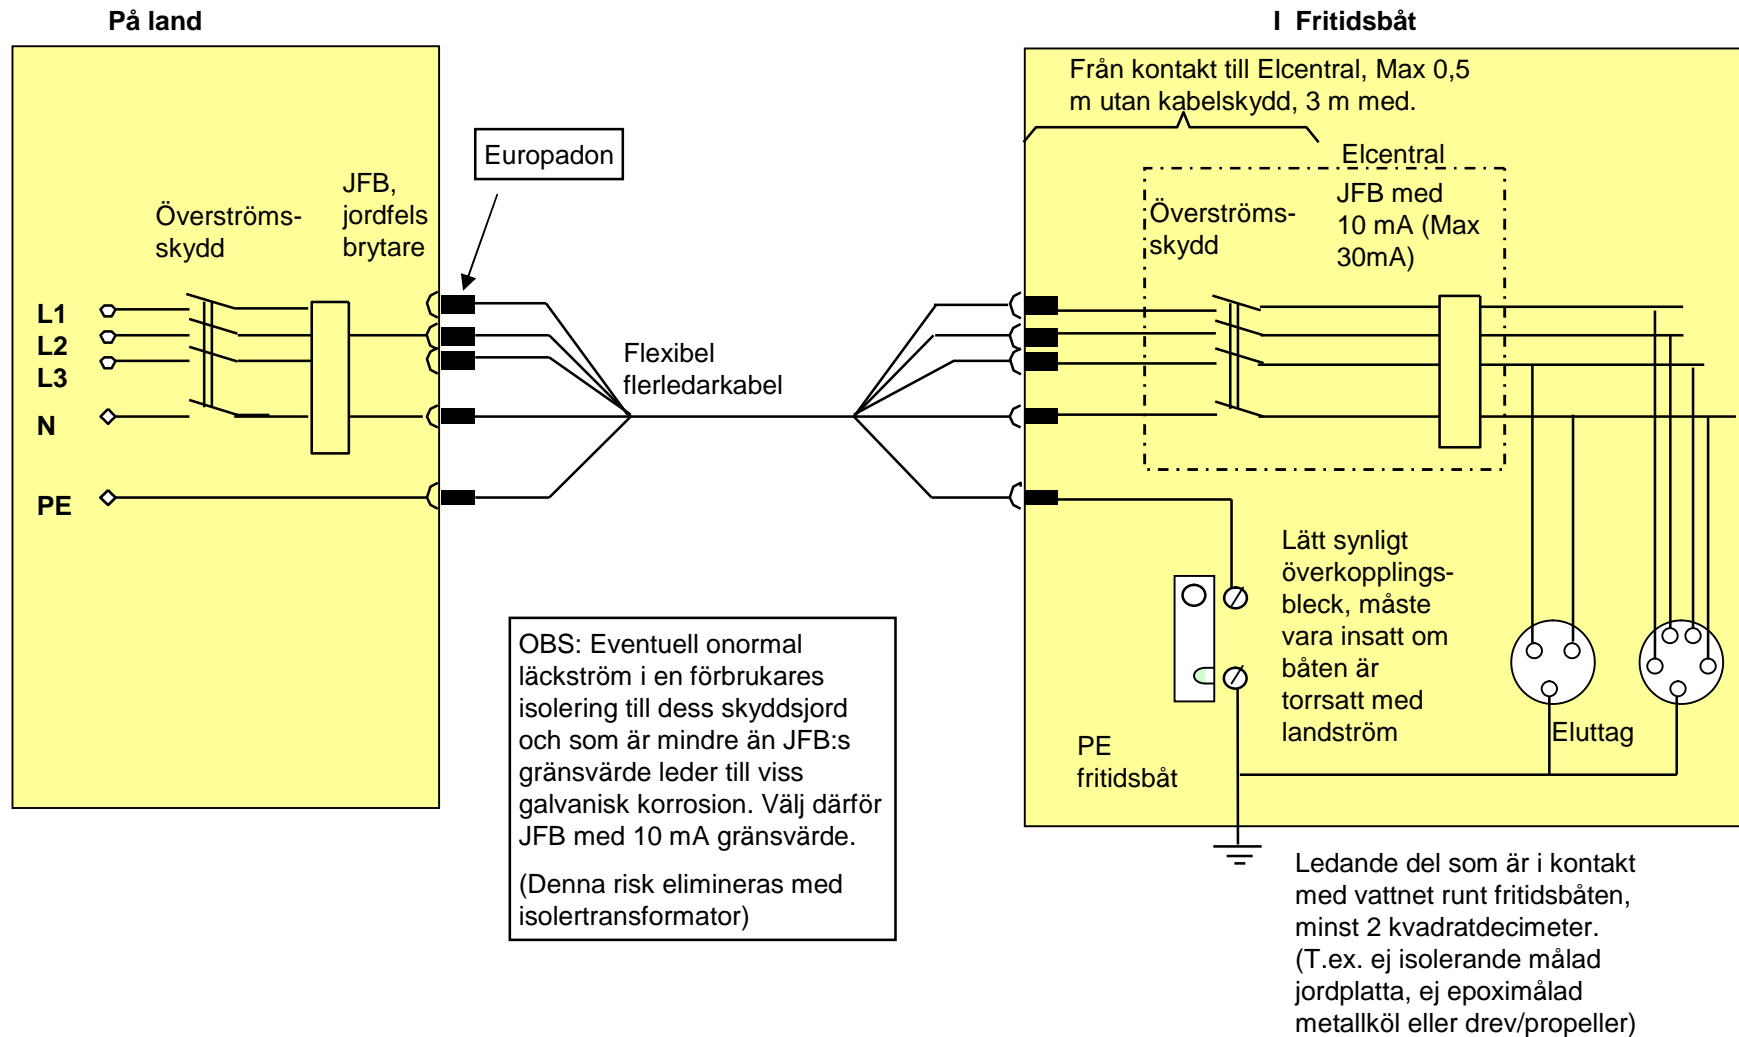 På land
I Fritidsbåt
Från kontakt till Elcentral, Max 0,5
m utan kabelskydd, 3 m med.
Europadon
Elcentral
JFB,
jordfels
brytare
Överströms-
skydd
JFB med
10 mA (Max
30mA)
Överströms-
skydd
L1
L2
L3
N
PE
Flexibel
flerledarkabel
Lätt synligt
överkopplings-
bleck, måste
vara insatt om
båten är
torrsatt med
landström
OBS: Eventuell onormal
läckström i en förbrukares
isolering till dess skyddsjord
och som är mindre än JFB:s
gränsvärde leder till viss
galvanisk korrosion. Välj därför
JFB med 10 mA gränsvärde.
(Denna risk elimineras med
isolertransformator)
PE
fritidsbåt
Eluttag
Ledande del som är i kontakt
med vattnet runt fritidsbåten,
minst 2 kvadratdecimeter.
(T.ex. ej isolerande målad
jordplatta, ej epoximålad
metallköl eller drev/propeller)